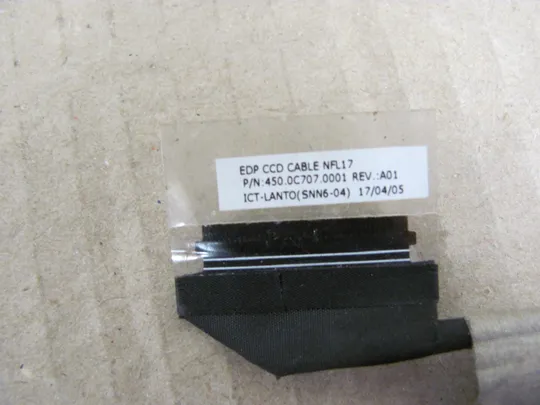 EDP CCD CABLE NFL17
P/N:450.0C707.0001 REV.:A01
ICT-LANTO(SNN6-04) 17/04/05